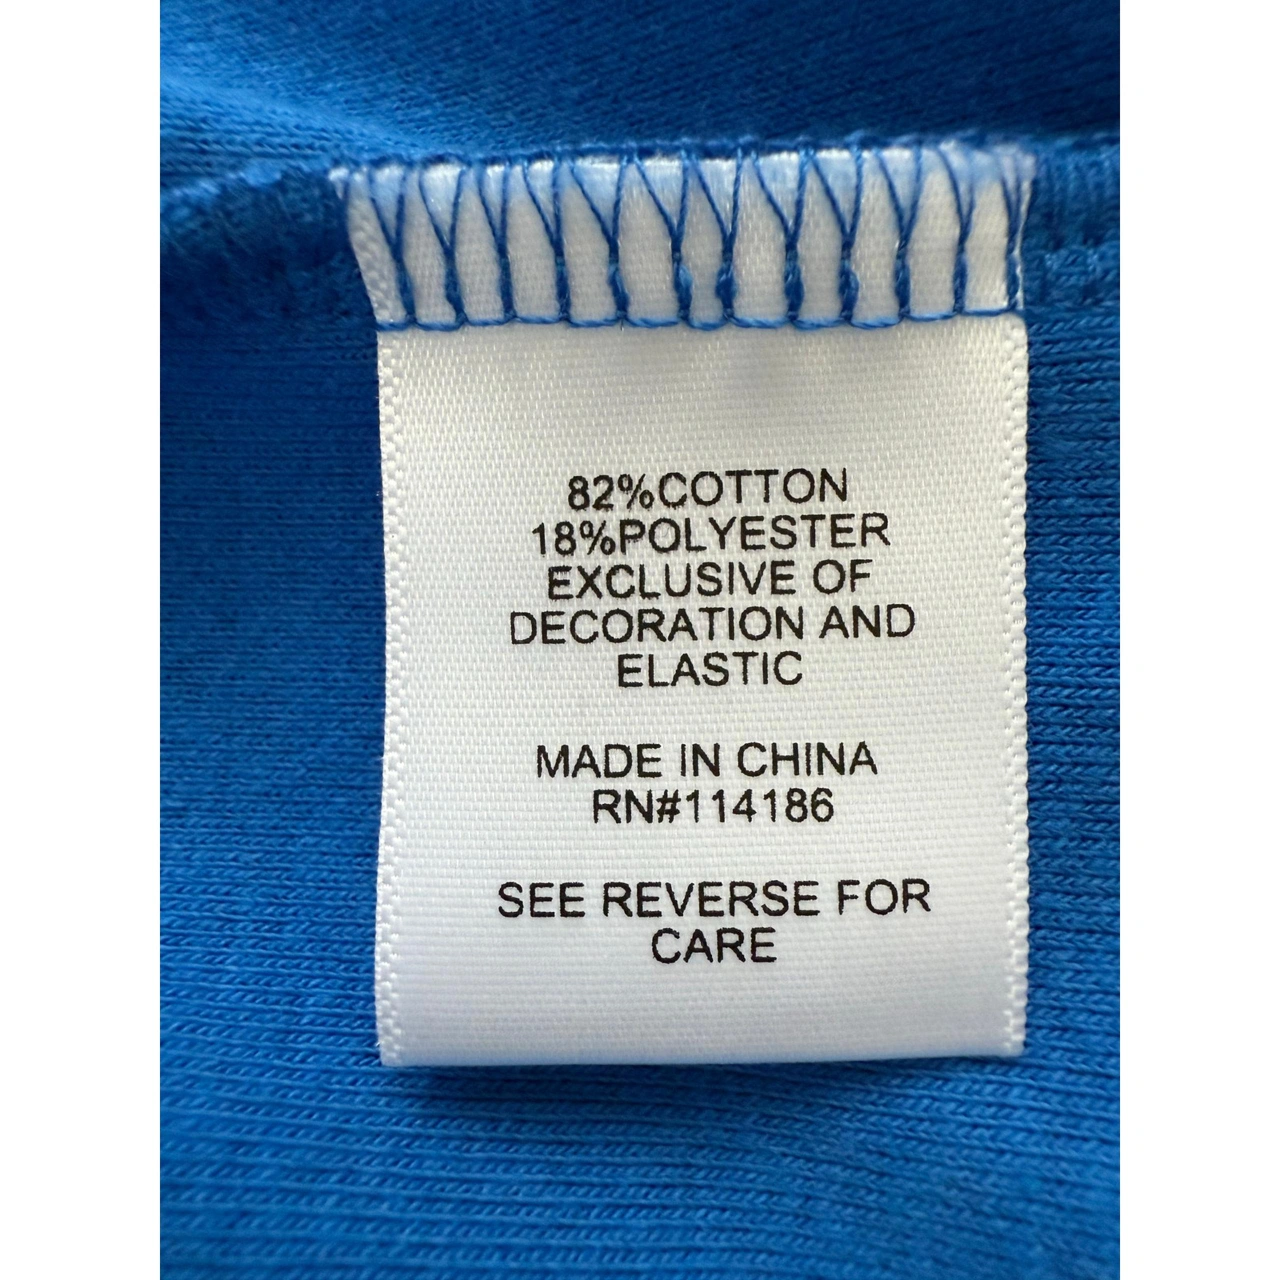 82%COTTON
18%POLYESTER
EXCLUSIVE OF
DECORATION AND
ELASTIC
MADE IN CHINA
RN#114186
SEE REVERSE FOR
CARE